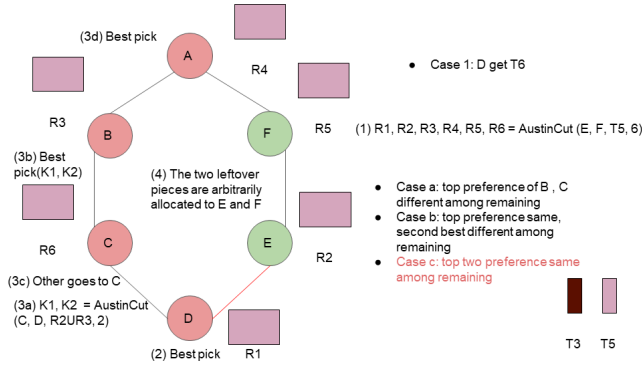 (3d) Best pick
A
R4
• Case 1: D get T6
R3
R5
B
F
(1) R1, R2, R3, R4, R5, R6 = AustinCut (E, F, T5, 6)
(3b) Best
pick(K1, K2)
(4) The two leftover
pieces are arbitrarily
allocated to E and F
• Case a: top preference of B , C
different among remaining
• Case b: top preference same,
second best different among
remaining
• Case c: top two preference same
among remaining
R6
C
E
R2
(3c) Other goes to C
(3a) K1, K2 = AustinCut
(C, D, R2UR3, 2)
D
(2) Best pick
R1
T3
T5